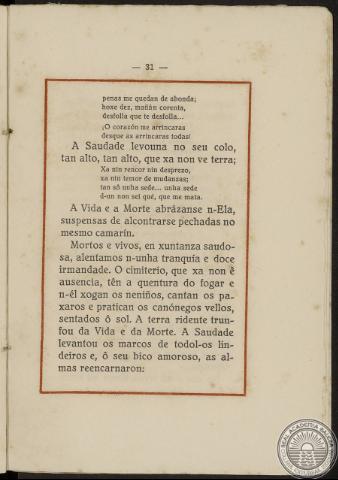 — 31 —
penas me quedan de abonda;
hoxe dez, mañán corenta,
desfolla que te desfolla...
¡O corazón me arrincaras
desque as arrincaras todas!
A Saudade levouna no seu colo,
tan alto, tan alto, que xa non ve terra;
Xa nin rencor nin desprezo,
xa nin temor de mudanzas;
tan só unha sede... unha sede
d-un non sei qué, que me mata.
A Vida e a Morte abrázanse n-Ela,
suspensas de alcontrarse pechadas no
mesmo camarín.
Mortos e vivos, en xuntanza saudo-
sa, alentamos n-unha tranquía e doce
irmandade. O cimiterio, que xa non é
ausencia, tên a quentura do fogar e
n-êl xogan os neniños, cantan os pa-
xaros e pratican os canónegos vellos,
sentados ô sol. A terra ridente trun-
fou da Vida e da Morte. A Saudade
levantou os marcos de todol-os lin-
deiros e, ô seu bico amoroso, as al-
mas reencarnaron:
REAL ACADEMIA GALEGA